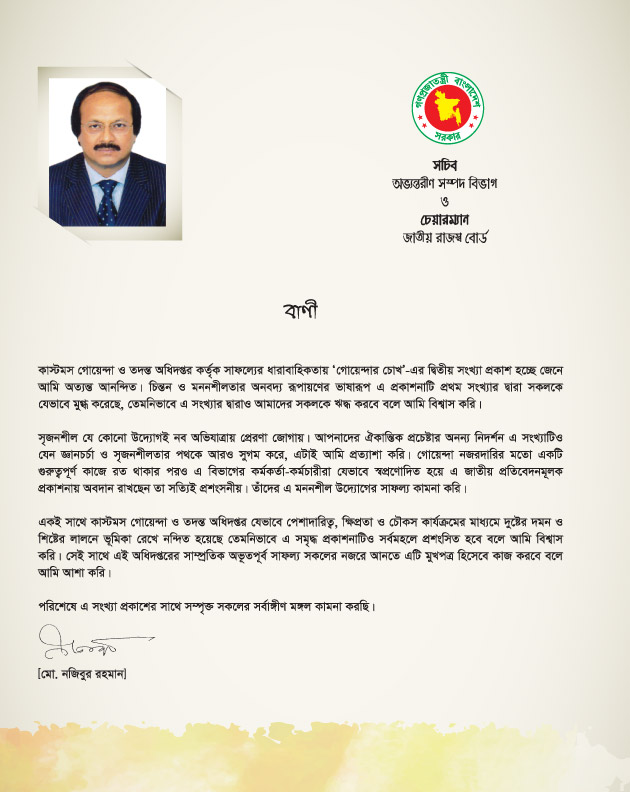 গণপ্রজাতন্ত্রী বাংলাদেশ
সরকার
সচিব
অভ্যন্তরীণ সম্পদ বিভাগ
ও
চেয়ারম্যান
জাতীয় রাজস্ব বোর্ড
বাণী
কাস্টমস গোয়েন্দা ও তদন্ত অধিদপ্তর কর্তৃক সাফল্যের ধারাবাহিকতায় ‘গোয়েন্দার চোখ’-এর দ্বিতীয় সংখ্যা প্রকাশ হচ্ছে জেনে
আমি অত্যন্ত আনন্দিত। চিন্তন ও মননশীলতার অনবদ্য রূপায়ণের ভাষারূপ এ প্রকাশনাটি প্রথম সংখ্যার দ্বারা সকলকে
যেভাবে মুগ্ধ করেছে, তেমনিভাবে এ সংখ্যার দ্বারাও আমাদের সকলকে ঋদ্ধ করবে বলে আমি বিশ্বাস করি।
সৃজনশীল যে কোনো উদ্যোগই নব অভিযাত্রায় প্রেরণা জোগায়। আপনাদের ঐকান্তিক প্রচেষ্টার অনন্য নিদর্শন এ সংখ্যাটিও
যেন জ্ঞানচর্চা ও সৃজনশীলতার পথকে আরও সুগম করে, এটাই আমি প্রত্যাশা করি। গোয়েন্দা নজরদারির মতো একটি
গুরুত্বপূর্ণ কাজে রত থাকার পরও এ বিভাগের কর্মকর্তা-কর্মচারীরা যেভাবে স্বপ্রণোদিত হয়ে এ জাতীয় প্রতিবেদনমূলক
প্রকাশনায় অবদান রাখছেন তা সত্যিই প্রশংসনীয়। তাঁদের এ মননশীল উদ্যোগের সাফল্য কামনা করি।
একই সাথে কাস্টমস গোয়েন্দা ও তদন্ত অধিদপ্তর যেভাবে পেশাদারিত্ব, ক্ষিপ্রতা ও চৌকস কার্যক্রমের মাধ্যমে দুষ্টের দমন ও
শিষ্টের লালনে ভূমিকা রেখে নন্দিত হয়েছে তেমনিভাবে এ সমৃদ্ধ প্রকাশনাটিও সর্বমহলে প্রশংসিত হবে বলে আমি বিশ্বাস
করি। সেই সাথে এই অধিদপ্তরের সাম্প্রতিক অভূতপূর্ব সাফল্য সকলের নজরে আনতে এটি মুখপত্র হিসেবে কাজ করবে বলে
আমি আশা করি।
পরিশেষে এ সংখ্যা প্রকাশের সাথে সম্পৃক্ত সকলের সর্বাঙ্গীণ মঙ্গল কামনা করছি।
[মো. নজিবুর রহমান]